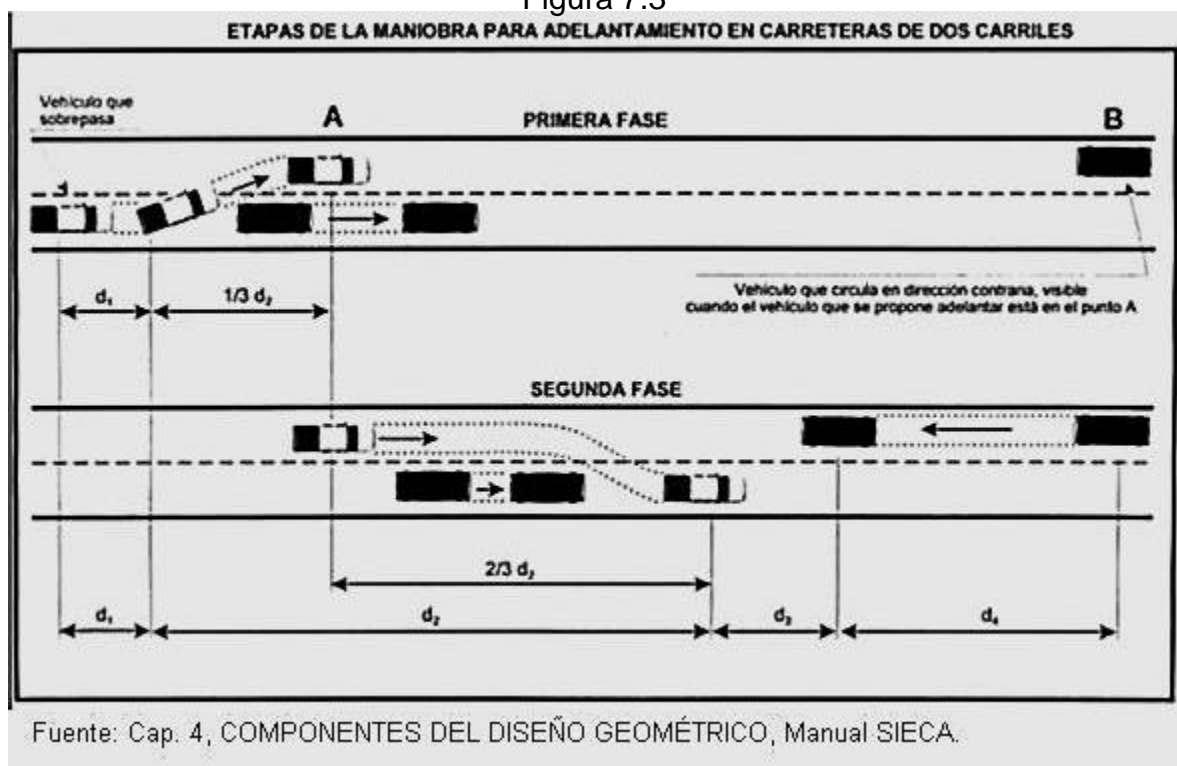 Figura 7.3
ETAPAS DE LA MANIOBRA PARA ADELANTAMIENTO EN CARRETERAS DE DOS CARRILES
Vehículo que
sobrepasa
A
PRIMERA FASE
B
d₁
1/3 d₂
Vehículo que circula en dirección contraria, visible
cuando el vehículo que se propone adelantar está en el punto A
SEGUNDA FASE
2/3 d₂
d₁
d₂
d₃
d₄
Fuente: Cap. 4, COMPONENTES DEL DISEÑO GEOMÉTRICO, Manual SIECA.